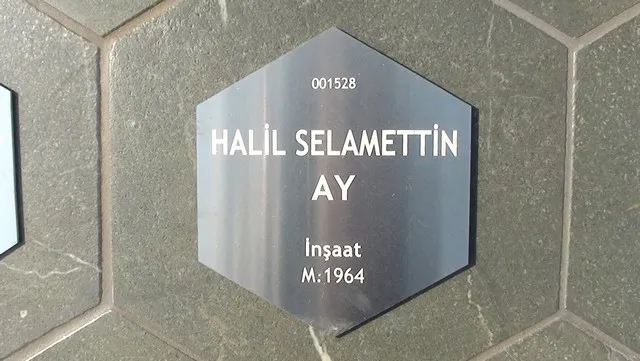 001528
HALİL SELAMETTİN
AY
İnşaat
M:1964